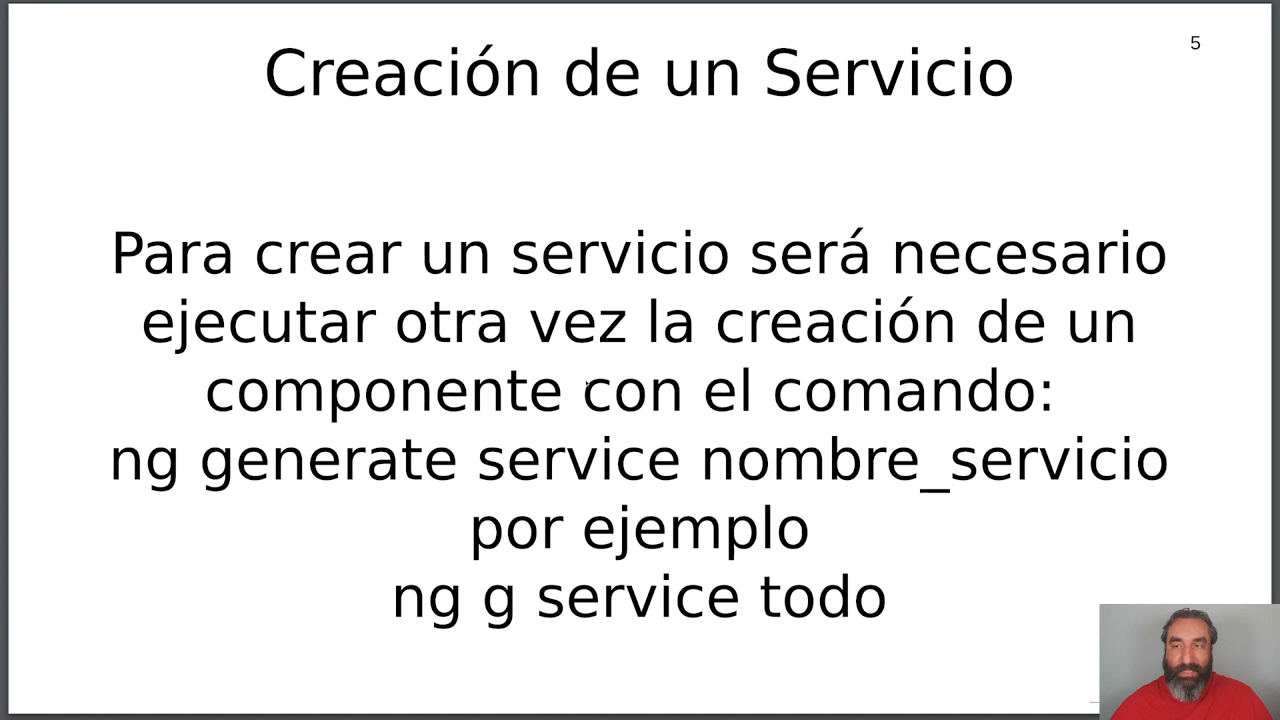 5
Creación de un Servicio
Para crear un servicio será necesario
ejecutar otra vez la creación de un
componente con el comando:
ng generate service nombre_servicio
por ejemplo
ng g service todo